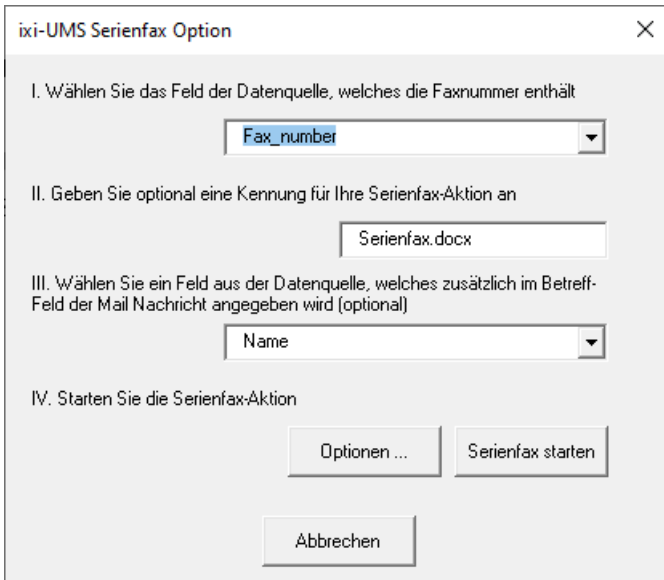 ixi-UMS Serienfax Option
I. Wählen Sie das Feld der Datenquelle, welches die Faxnummer enthält
Fax_number
II. Geben Sie optional eine Kennung für Ihre Serienfax-Aktion an
Serienfax.docx
III. Wählen Sie ein Feld aus der Datenquelle, welches zusätzlich im Betreff-
Feld der Mail Nachricht angegeben wird (optional)
Name
IV. Starten Sie die Serienfax-Aktion
Optionen ... Serienfax starten
Abbrechen